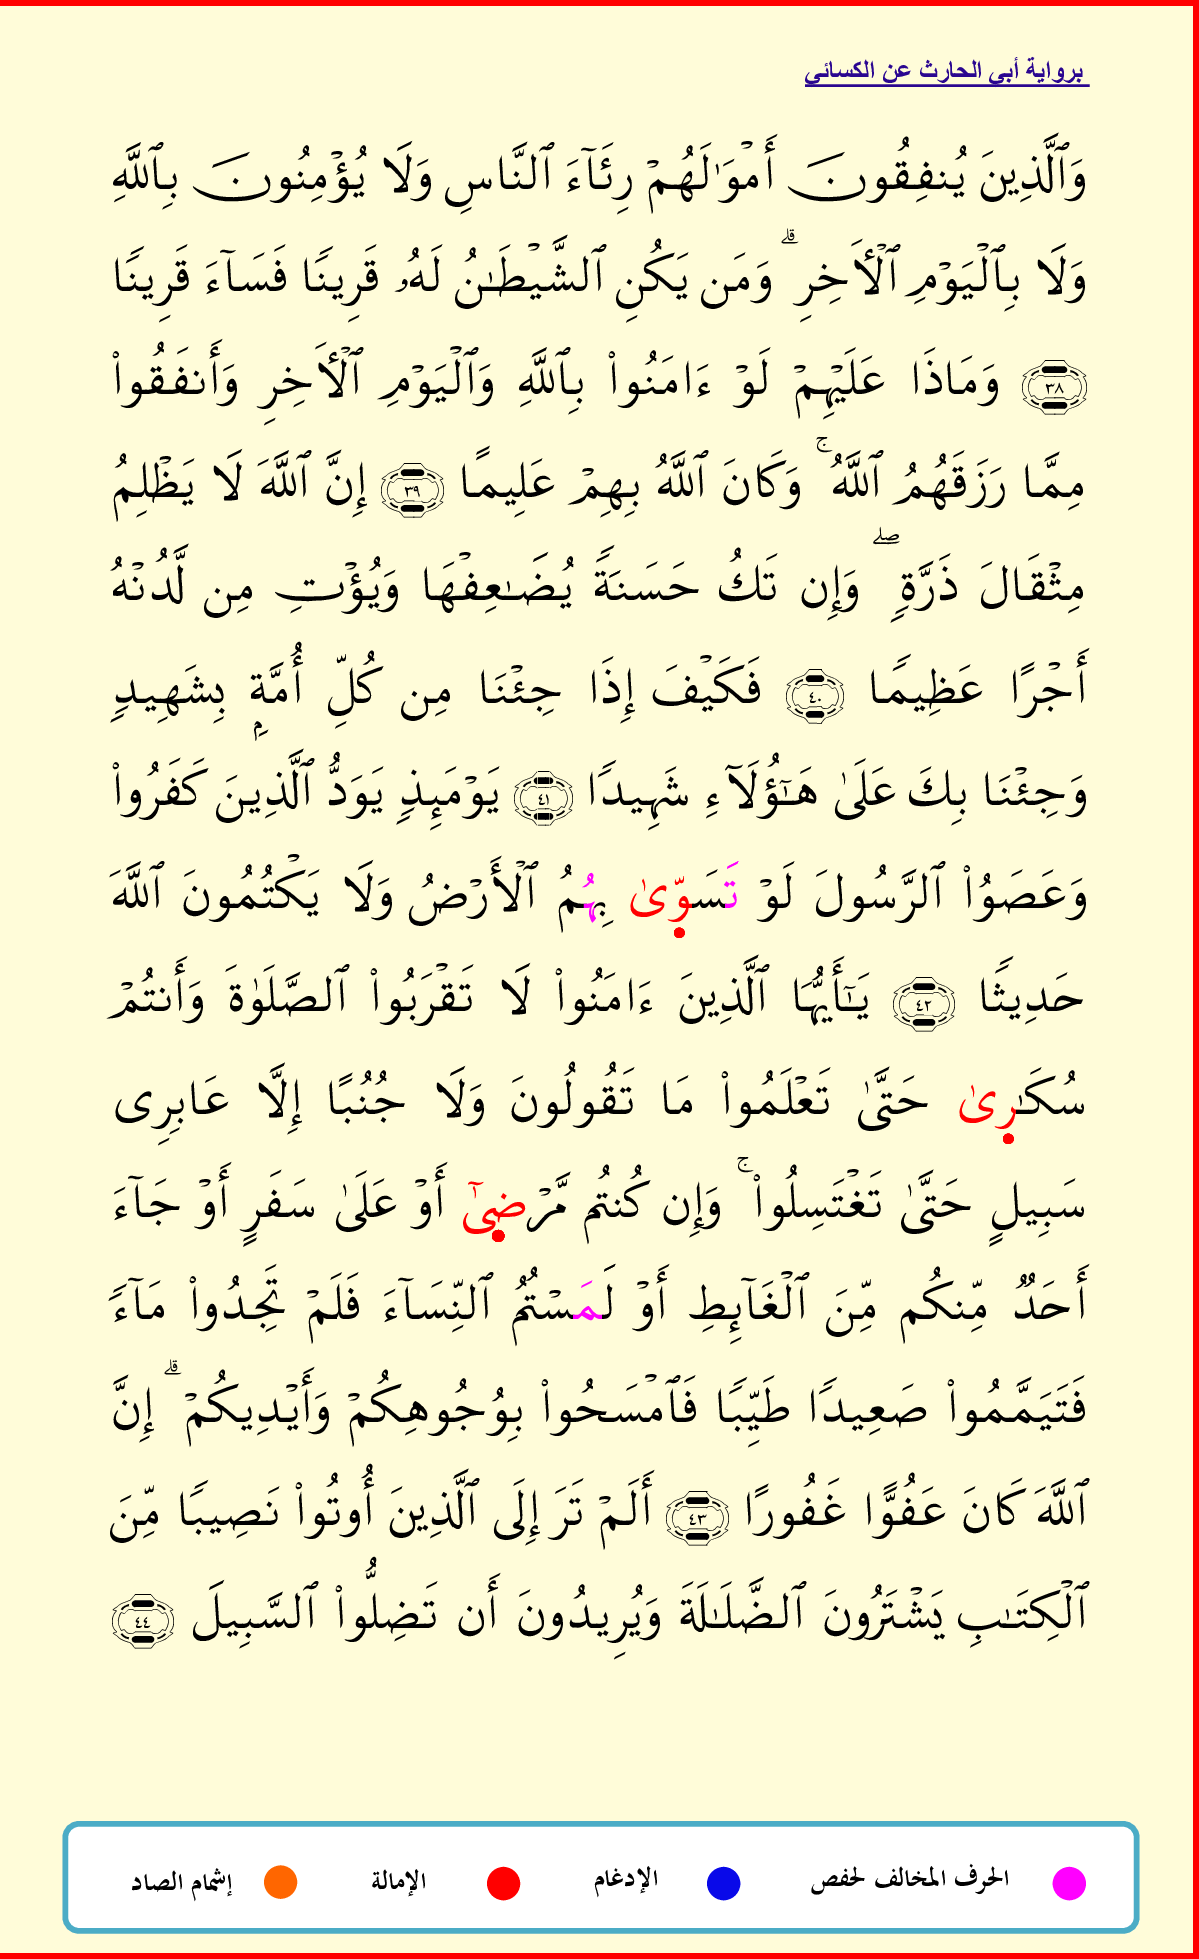 برواية أبي الحارث عن الكسائي
وَٱلَّذِينَ يُنفِقُونَ أَمْوَٰلَهُمْ رِئَآءَ ٱلنَّاسِ وَلَا يُؤْمِنُونَ بِٱللَّهِ
وَلَا بِٱلْيَوْمِ ٱلْأَخِرِ ۗ وَمَن يَكُنِ ٱلشَّيْطَٰنُ لَهُۥ قَرِينًا فَسَآءَ قَرِينًا
٣٨ وَمَاذَا عَلَيْهِمْ لَوْ ءَامَنُوا۟ بِٱللَّهِ وَٱلْيَوْمِ ٱلْأَخِرِ وَأَنفَقُوا۟
مِمَّا رَزَقَهُمُ ٱللَّهُ ۚ وَكَانَ ٱللَّهُ بِهِمْ عَلِيمًا ٣٩ إِنَّ ٱللَّهَ لَا يَظْلِمُ
مِثْقَالَ ذَرَّةٍ ۖ وَإِن تَكُ حَسَنَةً يُضَٰعِفْهَا وَيُؤْتِ مِن لَّدُنْهُ
أَجْرًا عَظِيمًا ٤٠ فَكَيْفَ إِذَا جِئْنَا مِن كُلِّ أُمَّةٍۭ بِشَهِيدٍ
وَجِئْنَا بِكَ عَلَىٰ هَٰٓؤُلَآءِ شَهِيدًا ٤١ يَوْمَئِذٍ يَوَدُّ ٱلَّذِينَ كَفَرُوا۟
وَعَصَوُا۟ ٱلرَّسُولَ لَوْ تَسَوّىٰ بِهُمُ ٱلْأَرْضُ وَلَا يَكْتُمُونَ ٱللَّهَ
حَدِيثًا ٤٢ يَٰٓأَيُّهَا ٱلَّذِينَ ءَامَنُوا۟ لَا تَقْرَبُوا۟ ٱلصَّلَوٰةَ وَأَنتُمْ
سُكَٰرىٰ حَتَّىٰ تَعْلَمُوا۟ مَا تَقُولُونَ وَلَا جُنُبًا إِلَّا عَابِرِى
سَبِيلٍ حَتَّىٰ تَغْتَسِلُوا۟ ۚ وَإِن كُنتُم مَّرْضىٰٓ أَوْ عَلَىٰ سَفَرٍ أَوْ جَآءَ
أَحَدٌ مِّنكُم مِّنَ ٱلْغَآئِطِ أَوْ لَمَسْتُمُ ٱلنِّسَآءَ فَلَمْ تَجِدُوا۟ مَآءً
فَتَيَمَّمُوا۟ صَعِيدًا طَيِّبًا فَٱمْسَحُوا۟ بِوُجُوهِكُمْ وَأَيْدِيكُمْ ۗ إِنَّ
ٱللَّهَ كَانَ عَفُوًّا غَفُورًا ٤٣ أَلَمْ تَرَ إِلَى ٱلَّذِينَ أُوتُوا۟ نَصِيبًا مِّنَ
ٱلْكِتَٰبِ يَشْتَرُونَ ٱلضَّلَٰلَةَ وَيُرِيدُونَ أَن تَضِلُّوا۟ ٱلسَّبِيلَ ٤٤
الحرف المخالف لحفص الإدغام الإمالة إشمام الصاد